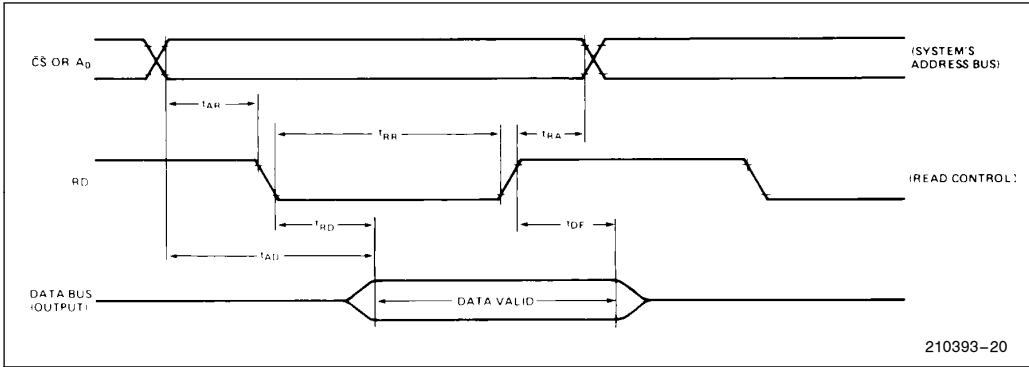 CS OR A0
(SYSTEM'S
ADDRESS BUS)
tAR
tRR
tRA
RD
(READ CONTROL)
tRD
tDF
tAD
DATA BUS
(OUTPUT)
DATA VALID
210393–20